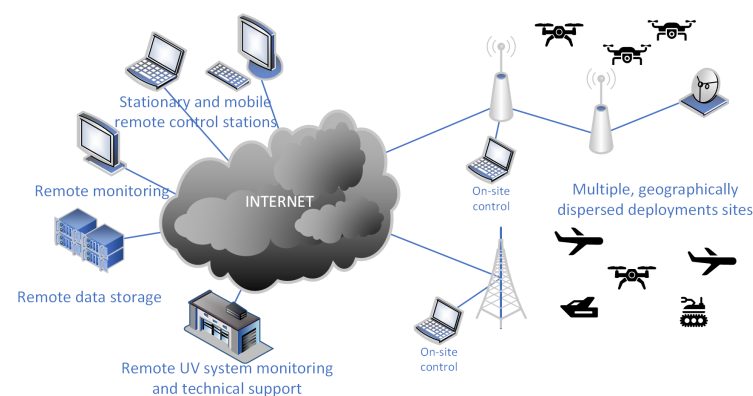 Stationary and mobile
remote control stations
Remote monitoring
INTERNET
On-site
control
Multiple, geographically
dispersed deployments sites
Remote data storage
On-site
control
Remote UV system monitoring
and technical support